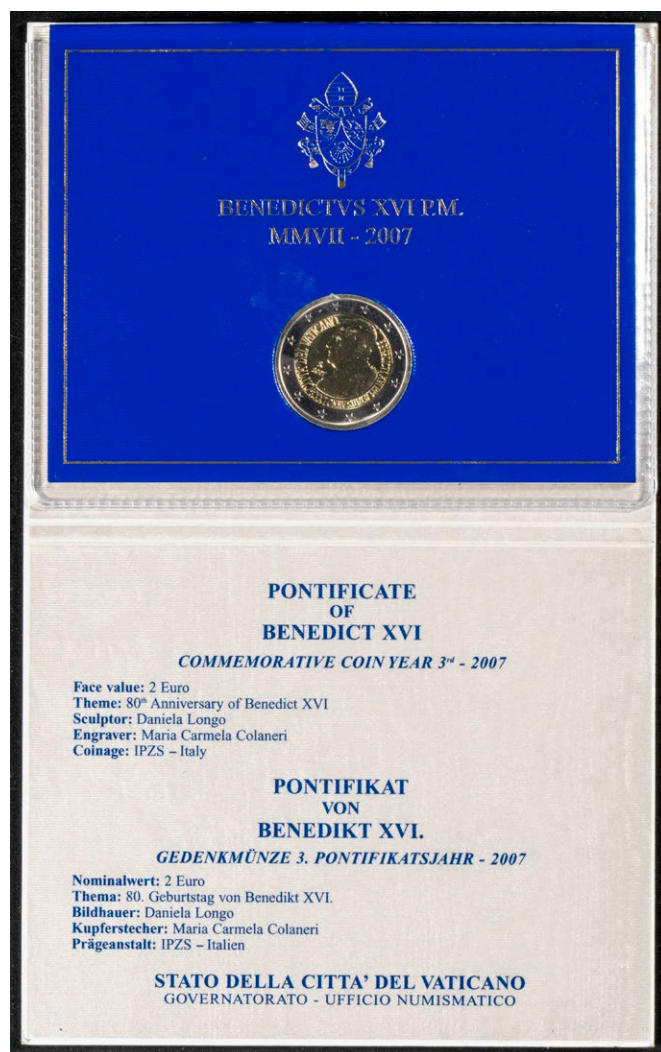 BENEDICTVS XVI P.M.
MMVII - 2007
PONTIFICATE
OF
BENEDICT XVI
COMMEMORATIVE COIN YEAR 3rd - 2007
Face value: 2 Euro
Theme: 80th Anniversary of Benedict XVI
Sculptor: Daniela Longo
Engraver: Maria Carmela Colaneri
Coinage: IPZS – Italy
PONTIFIKAT
VON
BENEDIKT XVI.
GEDENKMÜNZE 3. PONTIFIKATSJAHR - 2007
Nominalwert: 2 Euro
Thema: 80. Geburtstag von Benedikt XVI.
Bildhauer: Daniela Longo
Kupferstecher: Maria Carmela Colaneri
Prägeanstalt: IPZS – Italien
STATO DELLA CITTA' DEL VATICANO
GOVERNATORATO - UFFICIO NUMISMATICO